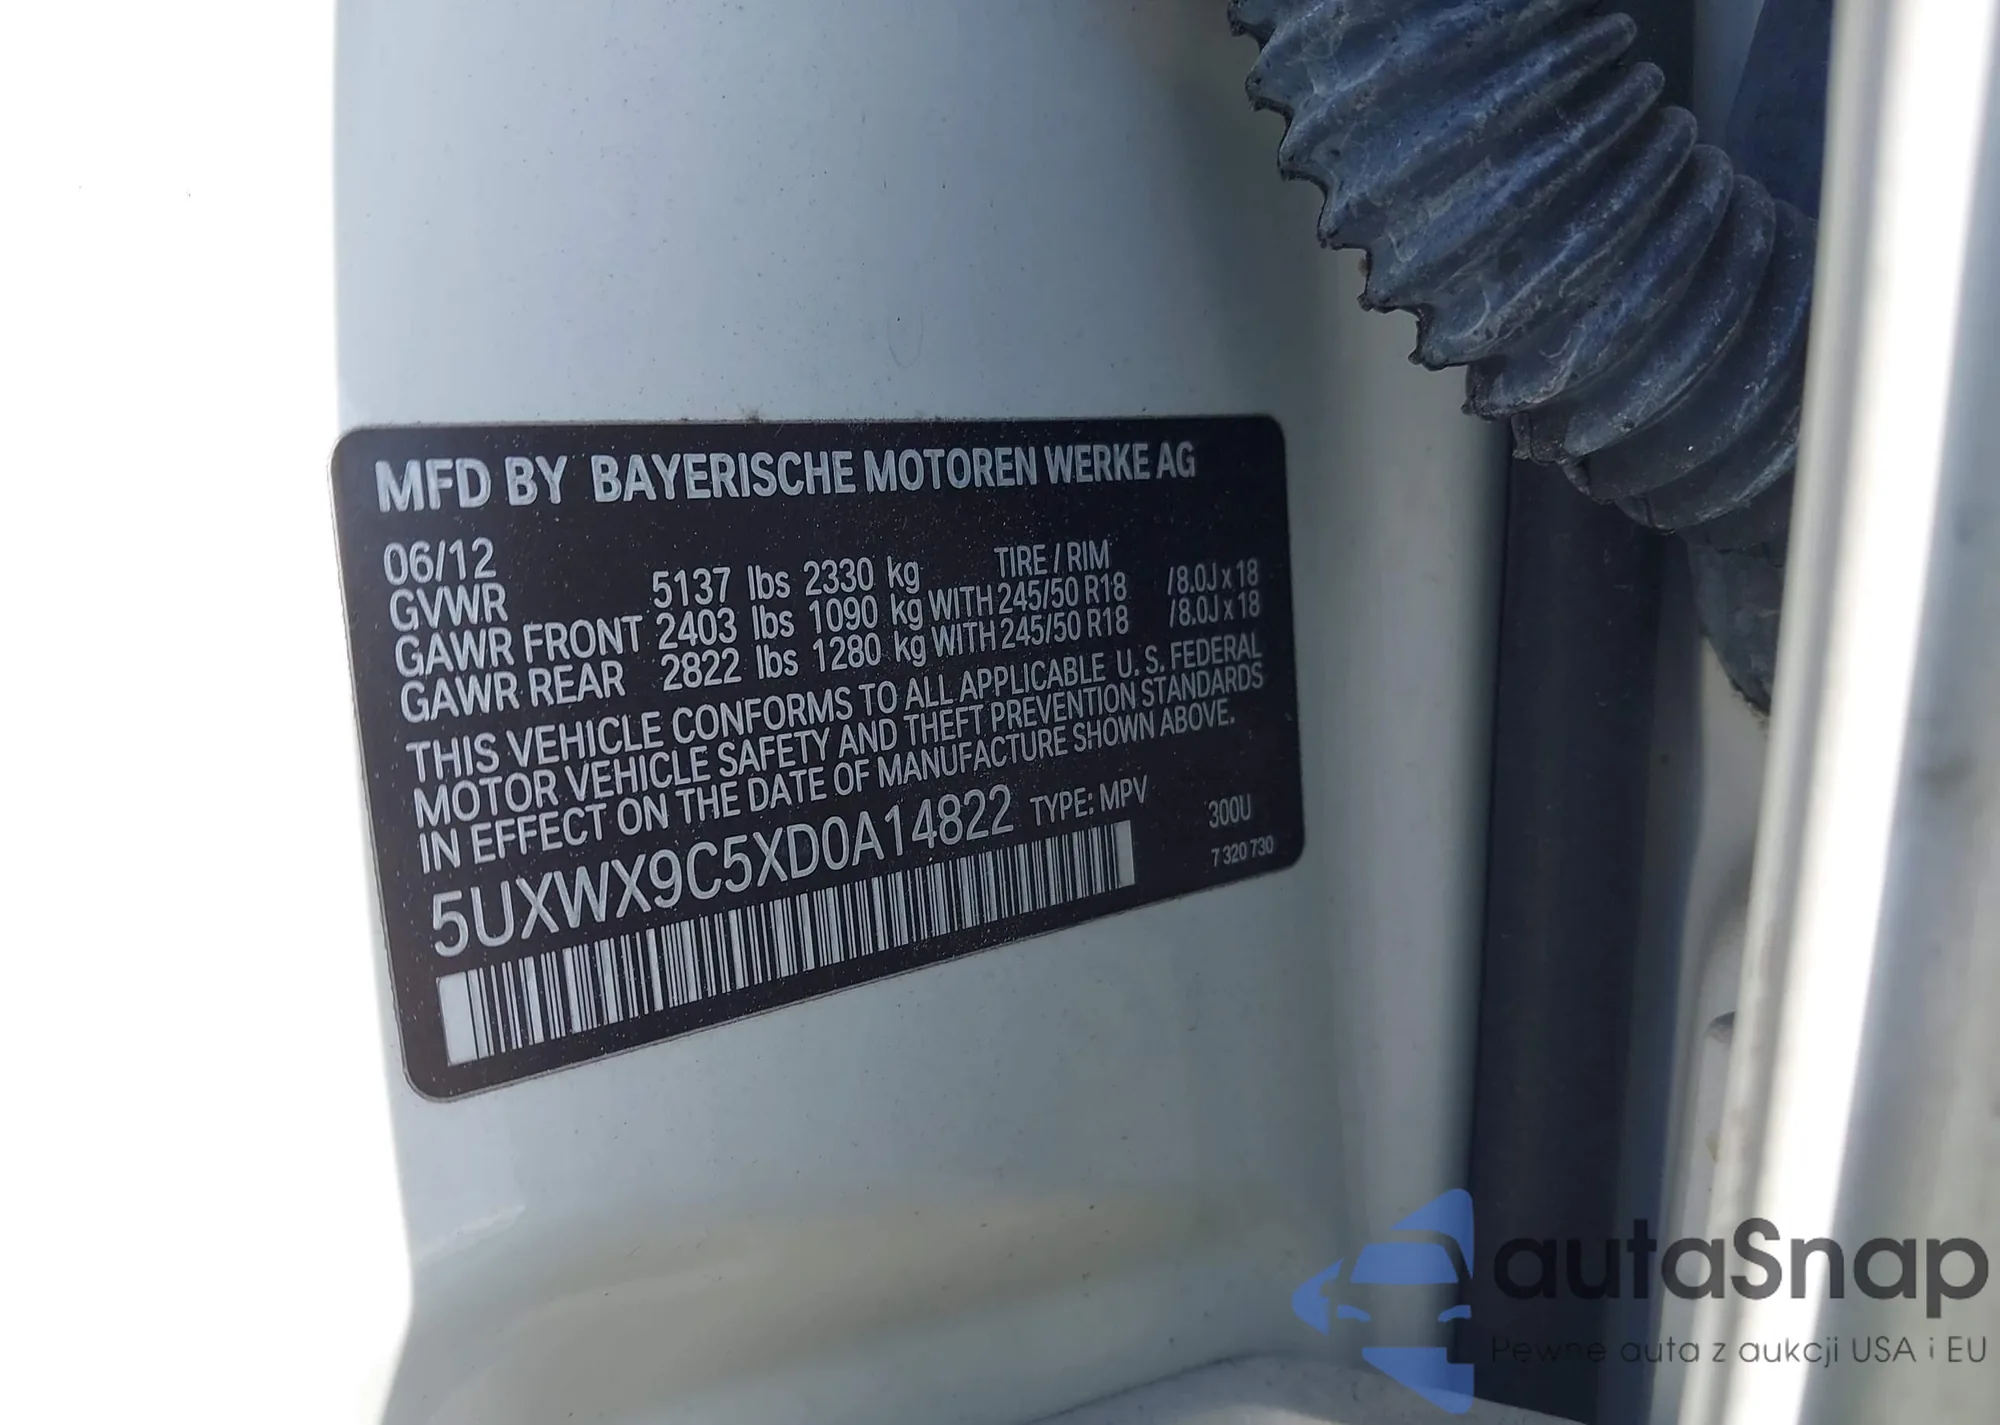 MFD BY BAYERISCHE MOTOREN WERKE AG
06/12 TIRE / RIM
GVWR 5137 lbs 2330 kg
GAWR FRONT 2403 lbs 1090 kg WITH 245/50 R18 /8.0J x 18
GAWR REAR 2822 lbs 1280 kg WITH 245/50 R18 /8.0J x 18
THIS VEHICLE CONFORMS TO ALL APPLICABLE U. S. FEDERAL
MOTOR VEHICLE SAFETY AND THEFT PREVENTION STANDARDS
IN EFFECT ON THE DATE OF MANUFACTURE SHOWN ABOVE.
5UXWX9C5XD0A14822 TYPE: MPV 300U
7 320 730
autaSnap
Pewne auta z aukcji USA i EU